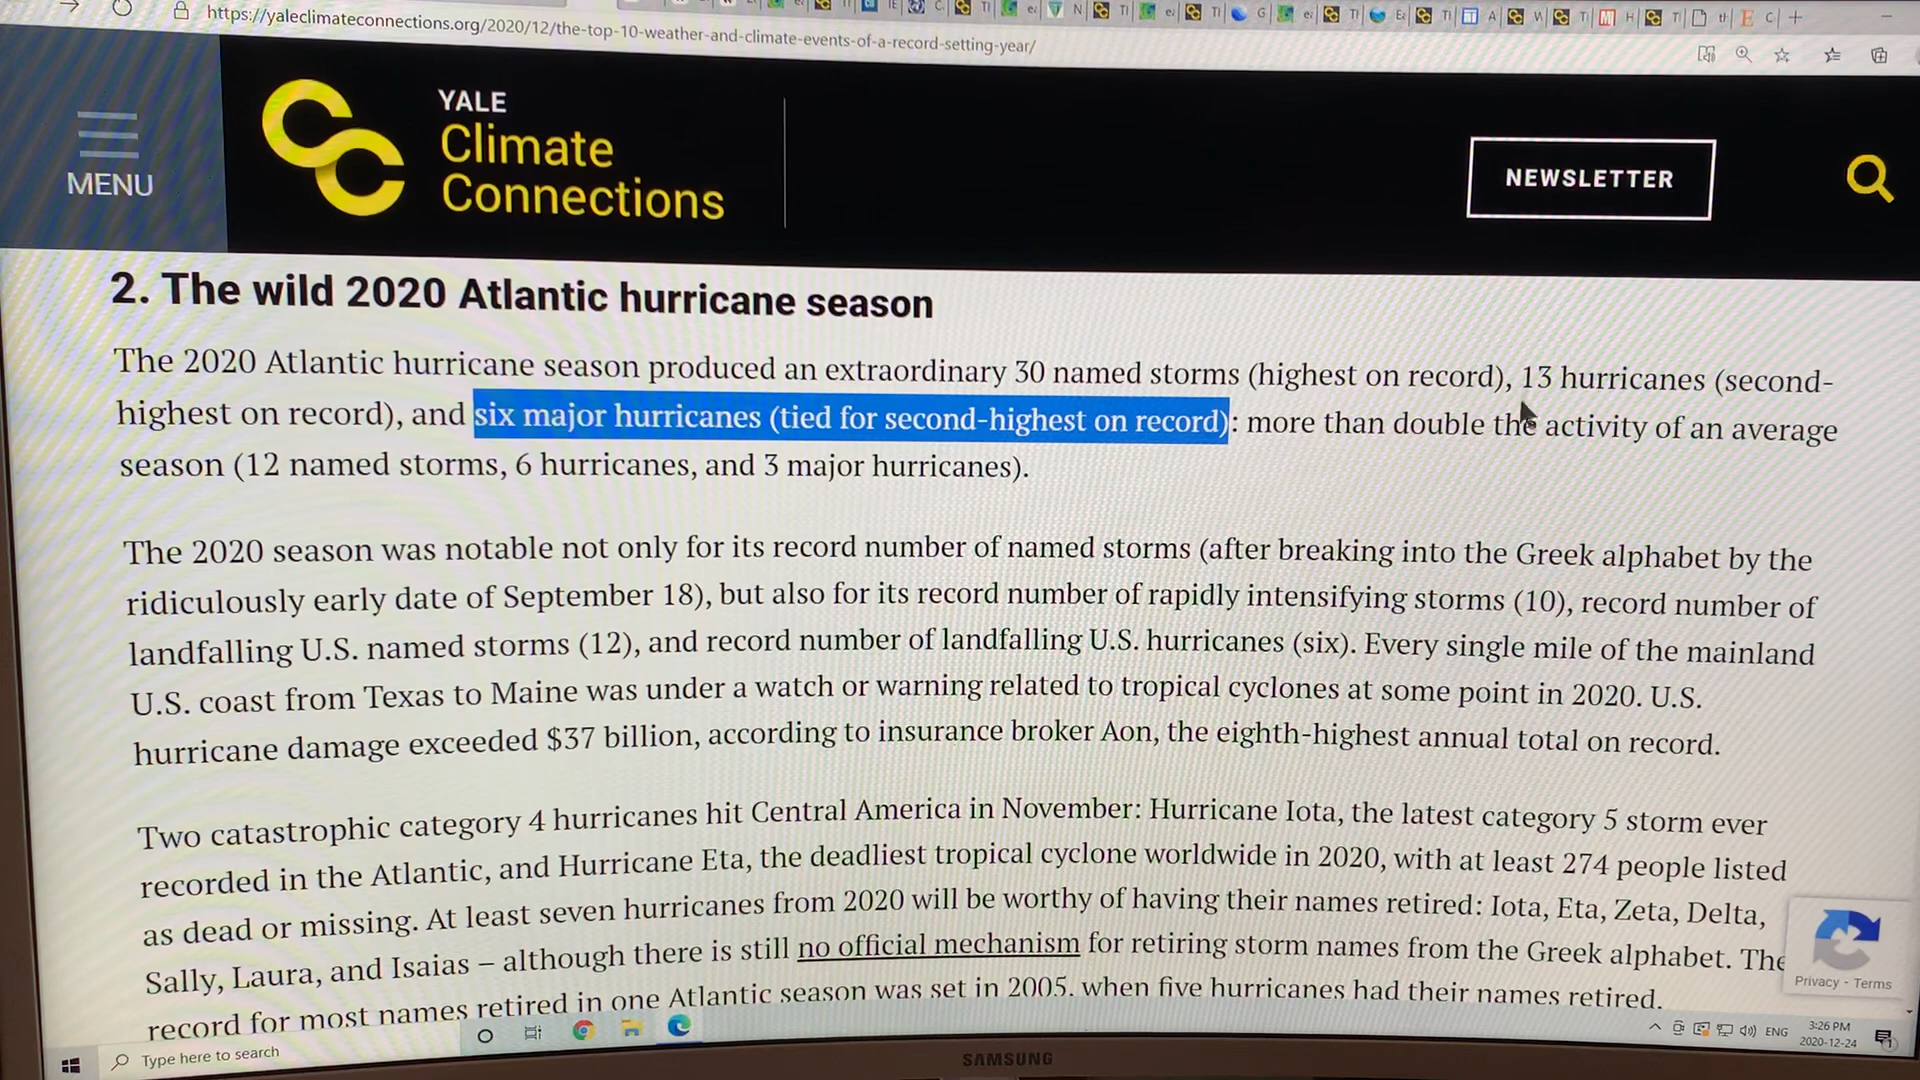 https://yaleclimateconnections.org/2020/12/the-top-10-weather-and-climate-events-of-a-record-setting-year/
MENU
YALE
Climate
Connections
NEWSLETTER
2. The wild 2020 Atlantic hurricane season
The 2020 Atlantic hurricane season produced an extraordinary 30 named storms (highest on record), 13 hurricanes (second-
highest on record), and six major hurricanes (tied for second-highest on record): more than double the activity of an average
season (12 named storms, 6 hurricanes, and 3 major hurricanes).
The 2020 season was notable not only for its record number of named storms (after breaking into the Greek alphabet by the
ridiculously early date of September 18), but also for its record number of rapidly intensifying storms (10), record number of
landfalling U.S. named storms (12), and record number of landfalling U.S. hurricanes (six). Every single mile of the mainland
U.S. coast from Texas to Maine was under a watch or warning related to tropical cyclones at some point in 2020. U.S.
hurricane damage exceeded $37 billion, according to insurance broker Aon, the eighth-highest annual total on record.
Two catastrophic category 4 hurricanes hit Central America in November: Hurricane Iota, the latest category 5 storm ever
recorded in the Atlantic, and Hurricane Eta, the deadliest tropical cyclone worldwide in 2020, with at least 274 people listed
as dead or missing. At least seven hurricanes from 2020 will be worthy of having their names retired: Iota, Eta, Zeta, Delta,
Sally, Laura, and Isaias – although there is still no official mechanism for retiring storm names from the Greek alphabet. The
record for most names retired in one Atlantic season was set in 2005, when five hurricanes had their names retired.
Privacy - Terms
Type here to search
ENG
3:26 PM
2020-12-24
SAMSUNG